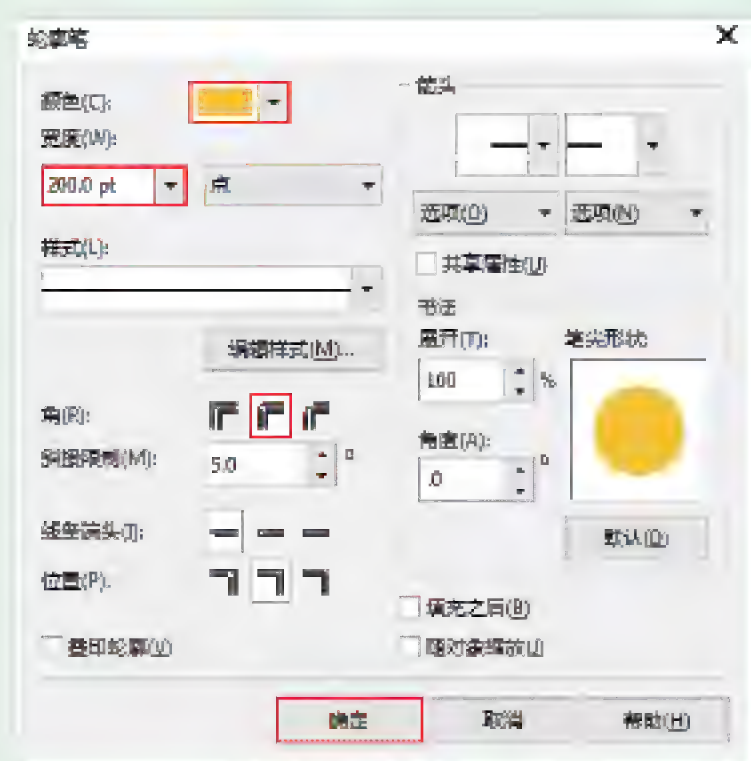 轮廓笔
颜色(C):
宽度(W):
200.0 pt
点
样式(L):
编辑样式(M)...
角(R):
斜接限制(M):
5.0
°
线条端头(T):
位置(P):
叠印轮廓(V)
箭头
选项(O)
选项(N)
共享属性(U)
书法
展开(T):
笔尖形状:
100
%
角度(A):
.0
°
默认(D)
填充之后(B)
随对象缩放(J)
确定
取消
帮助(H)